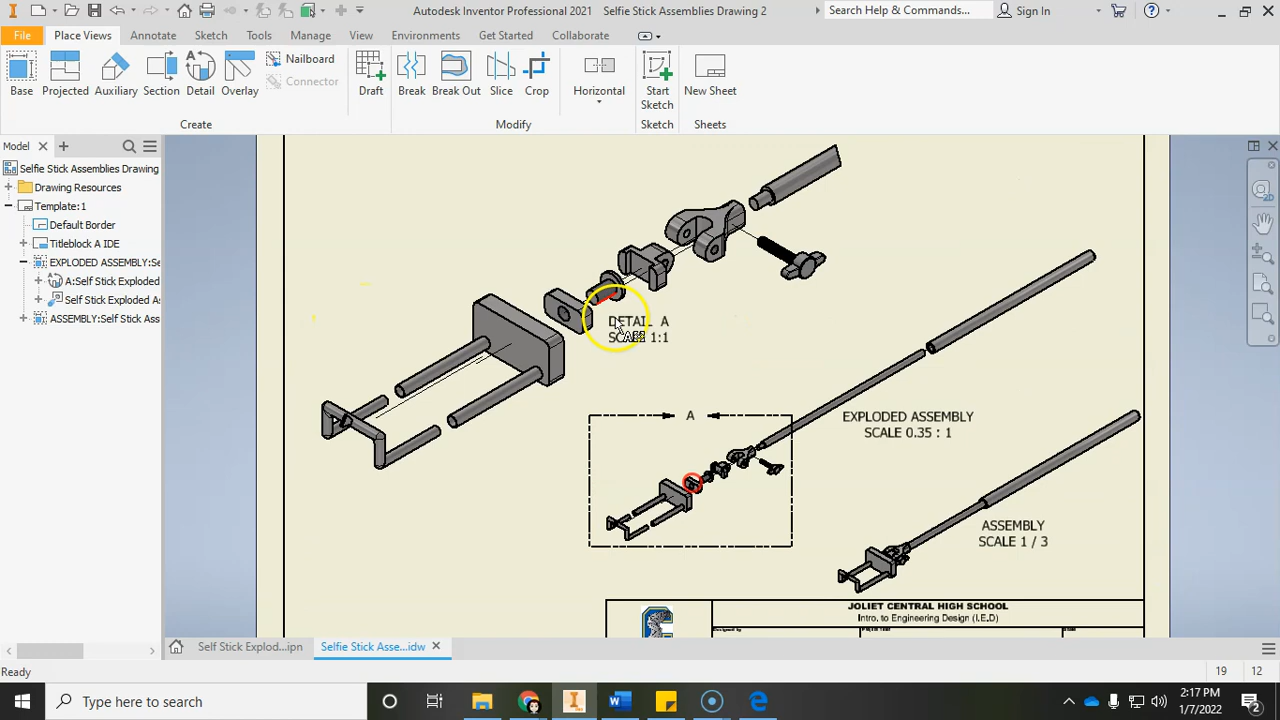 Autodesk Inventor Professional 2021 Selfie Stick Assemblies Drawing 2
Search Help & Commands...
Sign In
File Place Views Annotate Sketch Tools Manage View Environments Get Started Collaborate
Base Projected Auxiliary Section Detail Overlay
Nailboard
Connector
Draft
Break Break Out Slice Crop Horizontal
Start Sketch
New Sheet
Create Modify Sketch Sheets
Model
Selfie Stick Assemblies Drawing
Drawing Resources
Template:1
Default Border
Titleblock A IDE
EXPLODED ASSEMBLY:Se
A:Self Stick Exploded
Self Stick Exploded As
ASSEMBLY:Self Stick Ass
DETAIL A
SCALE 1:1
A
EXPLODED ASSEMBLY
SCALE 0.35 : 1
ASSEMBLY
SCALE 1 / 3
JOLIET CENTRAL HIGH SCHOOL
Intro. to Engineering Design (I.E.D)
Self Stick Explod...ipn
Selfie Stick Asse...idw
Ready
19 12
Type here to search
2:17 PM
1/7/2022
2